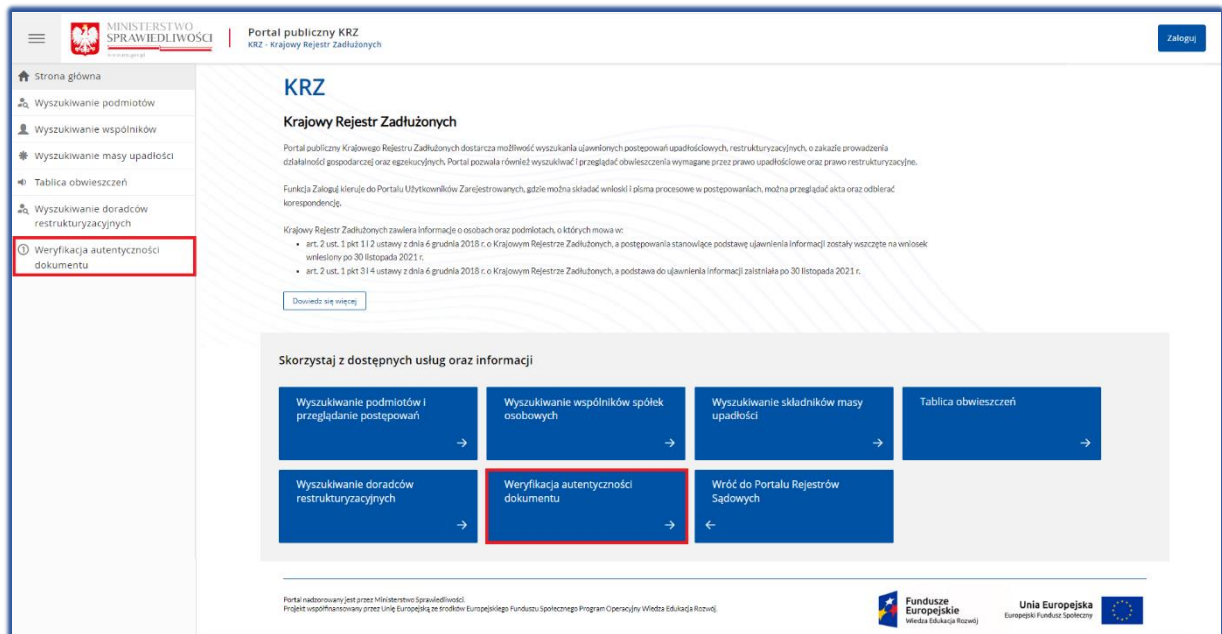 MINISTERSTWO
SPRAWIEDLIWOŚCI
Portal publiczny KRZ
KRZ - Krajowy Rejestr Zadłużonych
Zaloguj
Strona główna
Wyszukiwanie podmiotów
Wyszukiwanie wspólników
Wyszukiwanie masy upadłości
Tablica obwieszczeń
Wyszukiwanie doradców
restrukturyzacyjnych
Weryfikacja autentyczności
dokumentu
KRZ
Krajowy Rejestr Zadłużonych
Portal publiczny Krajowego Rejestru Zadłużonych dostarcza możliwość wyszukania ujawnionych postępowań upadłościowych, restrukturyzacyjnych, o zakazie prowadzenia
działalności gospodarczej oraz egzekucyjnych. Portal pozwala również wyszukiwać i przeglądać obwieszczenia wymagane przez prawo upadłościowe oraz prawo restrukturyzacyjne.
Funkcja Zaloguj kieruje do Portalu Użytkowników Zarejestrowanych, gdzie można składać wnioski i pisma procesowe w postępowaniach, można przeglądać akta oraz odbierać
korespondencję.
Krajowy Rejestr Zadłużonych zawiera informacje o osobach oraz podmiotach, o których mowa w:
• art. 2 ust. 1 pkt 1 i 2 ustawy z dnia 6 grudnia 2018 r. o Krajowym Rejestrze Zadłużonych, a postępowania stanowiące podstawę ujawnienia informacji zostały wszczęte na wniosek
wniesiony po 30 listopada 2021 r.
• art. 2 ust. 1 pkt 3 i 4 ustawy z dnia 6 grudnia 2018 r. o Krajowym Rejestrze Zadłużonych, a podstawa do ujawnienia informacji zaistniała po 30 listopada 2021 r.
Dowiedz się więcej
Skorzystaj z dostępnych usług oraz informacji
Wyszukiwanie podmiotów i
przeglądanie postępowań
Wyszukiwanie wspólników spółek
osobowych
Wyszukiwanie składników masy
upadłości
Tablica obwieszczeń
Wyszukiwanie doradców
restrukturyzacyjnych
Weryfikacja autentyczności
dokumentu
Wróć do Portalu Rejestrów
Sądowych
Portal nadzorowany jest przez Ministerstwo Sprawiedliwości.
Projekt współfinansowany przez Unię Europejską ze środków Europejskiego Funduszu Społecznego Program Operacyjny Wiedza Edukacja Rozwój.
Fundusze
Europejskie
Wiedza Edukacja Rozwój
Unia Europejska
Europejski Fundusz Społeczny